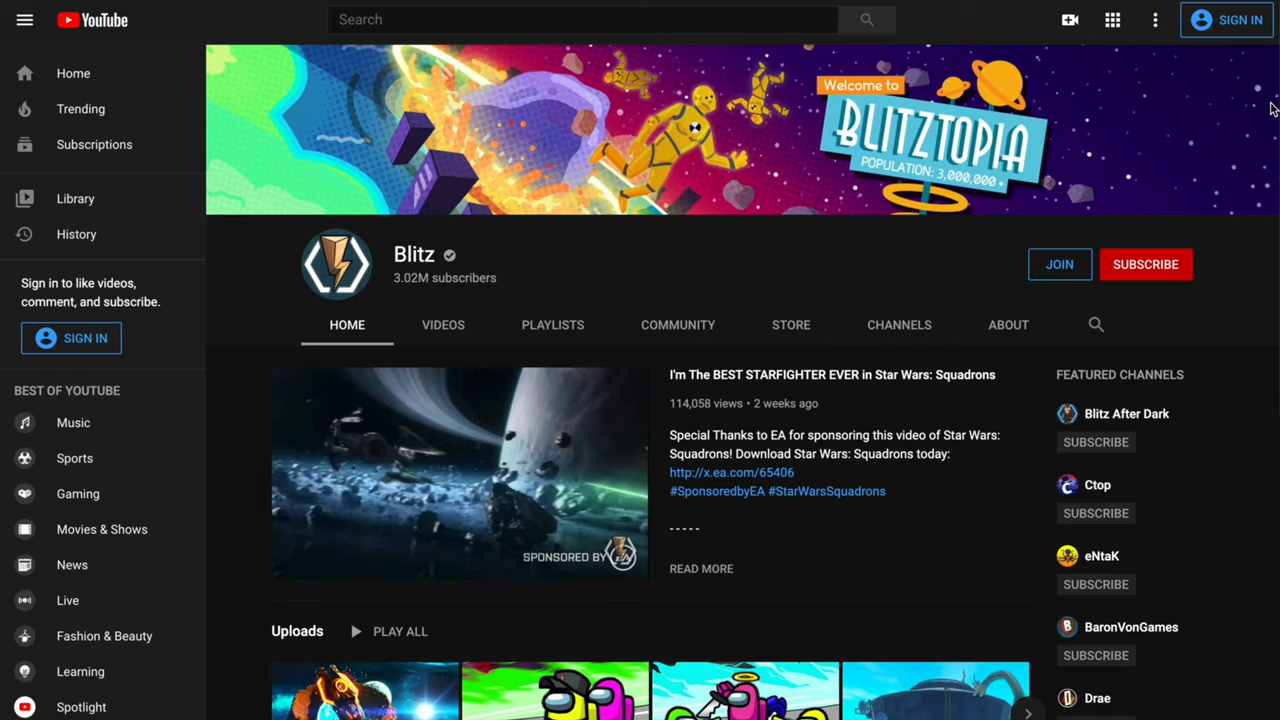 YouTube
Search
SIGN IN
Home
Trending
Subscriptions
Library
History
Sign in to like videos,
comment, and subscribe.
SIGN IN
BEST OF YOUTUBE
Music
Sports
Gaming
Movies & Shows
News
Live
Fashion & Beauty
Learning
Spotlight
Welcome to
BLITZTOPIA
POPULATION: 3,000,000+
Blitz
3.02M subscribers
JOIN
SUBSCRIBE
HOME
VIDEOS
PLAYLISTS
COMMUNITY
STORE
CHANNELS
ABOUT
SPONSORED BY
I'm The BEST STARFIGHTER EVER in Star Wars: Squadrons
114,058 views • 2 weeks ago
Special Thanks to EA for sponsoring this video of Star Wars:
Squadrons! Download Star Wars: Squadrons today:
http://x.ea.com/65406
#SponsoredbyEA #StarWarsSquadrons
- - - - -
READ MORE
Uploads
PLAY ALL
FEATURED CHANNELS
Blitz After Dark
SUBSCRIBE
Ctop
SUBSCRIBE
eNtaK
SUBSCRIBE
BaronVonGames
SUBSCRIBE
Drae